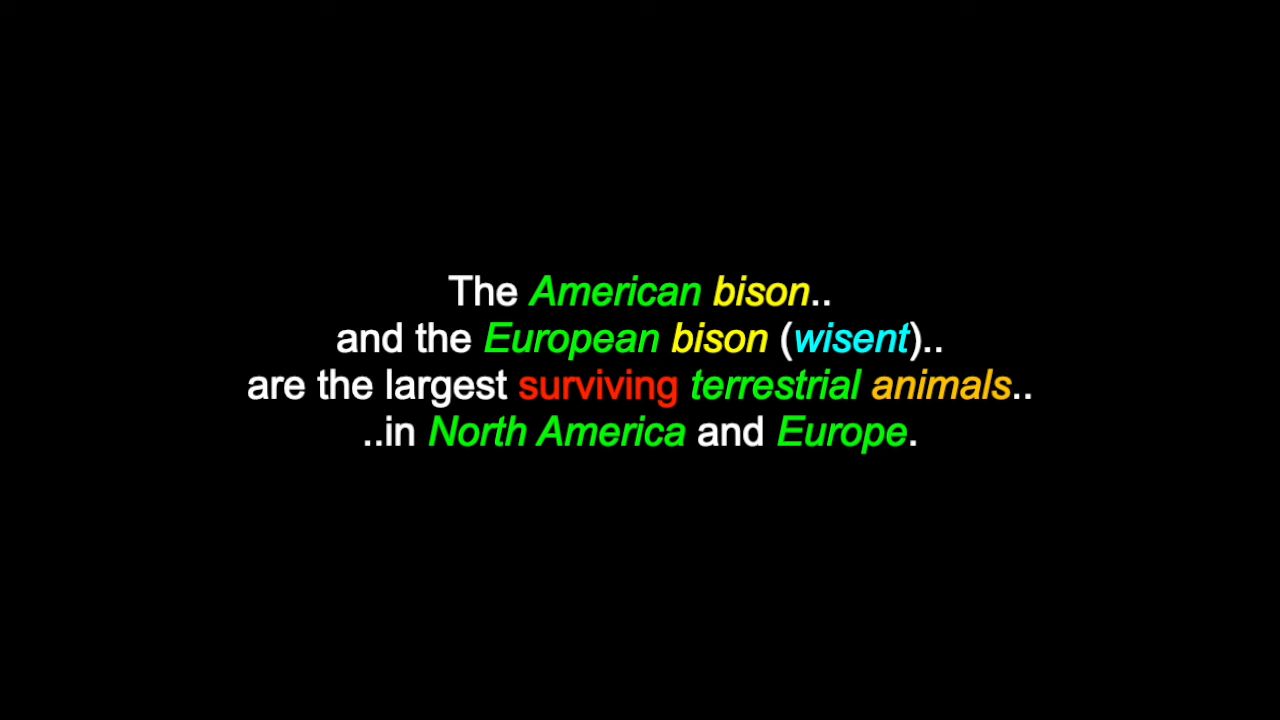 The American bison..
and the European bison (wisent)..
are the largest surviving terrestrial animals..
..in North America and Europe.